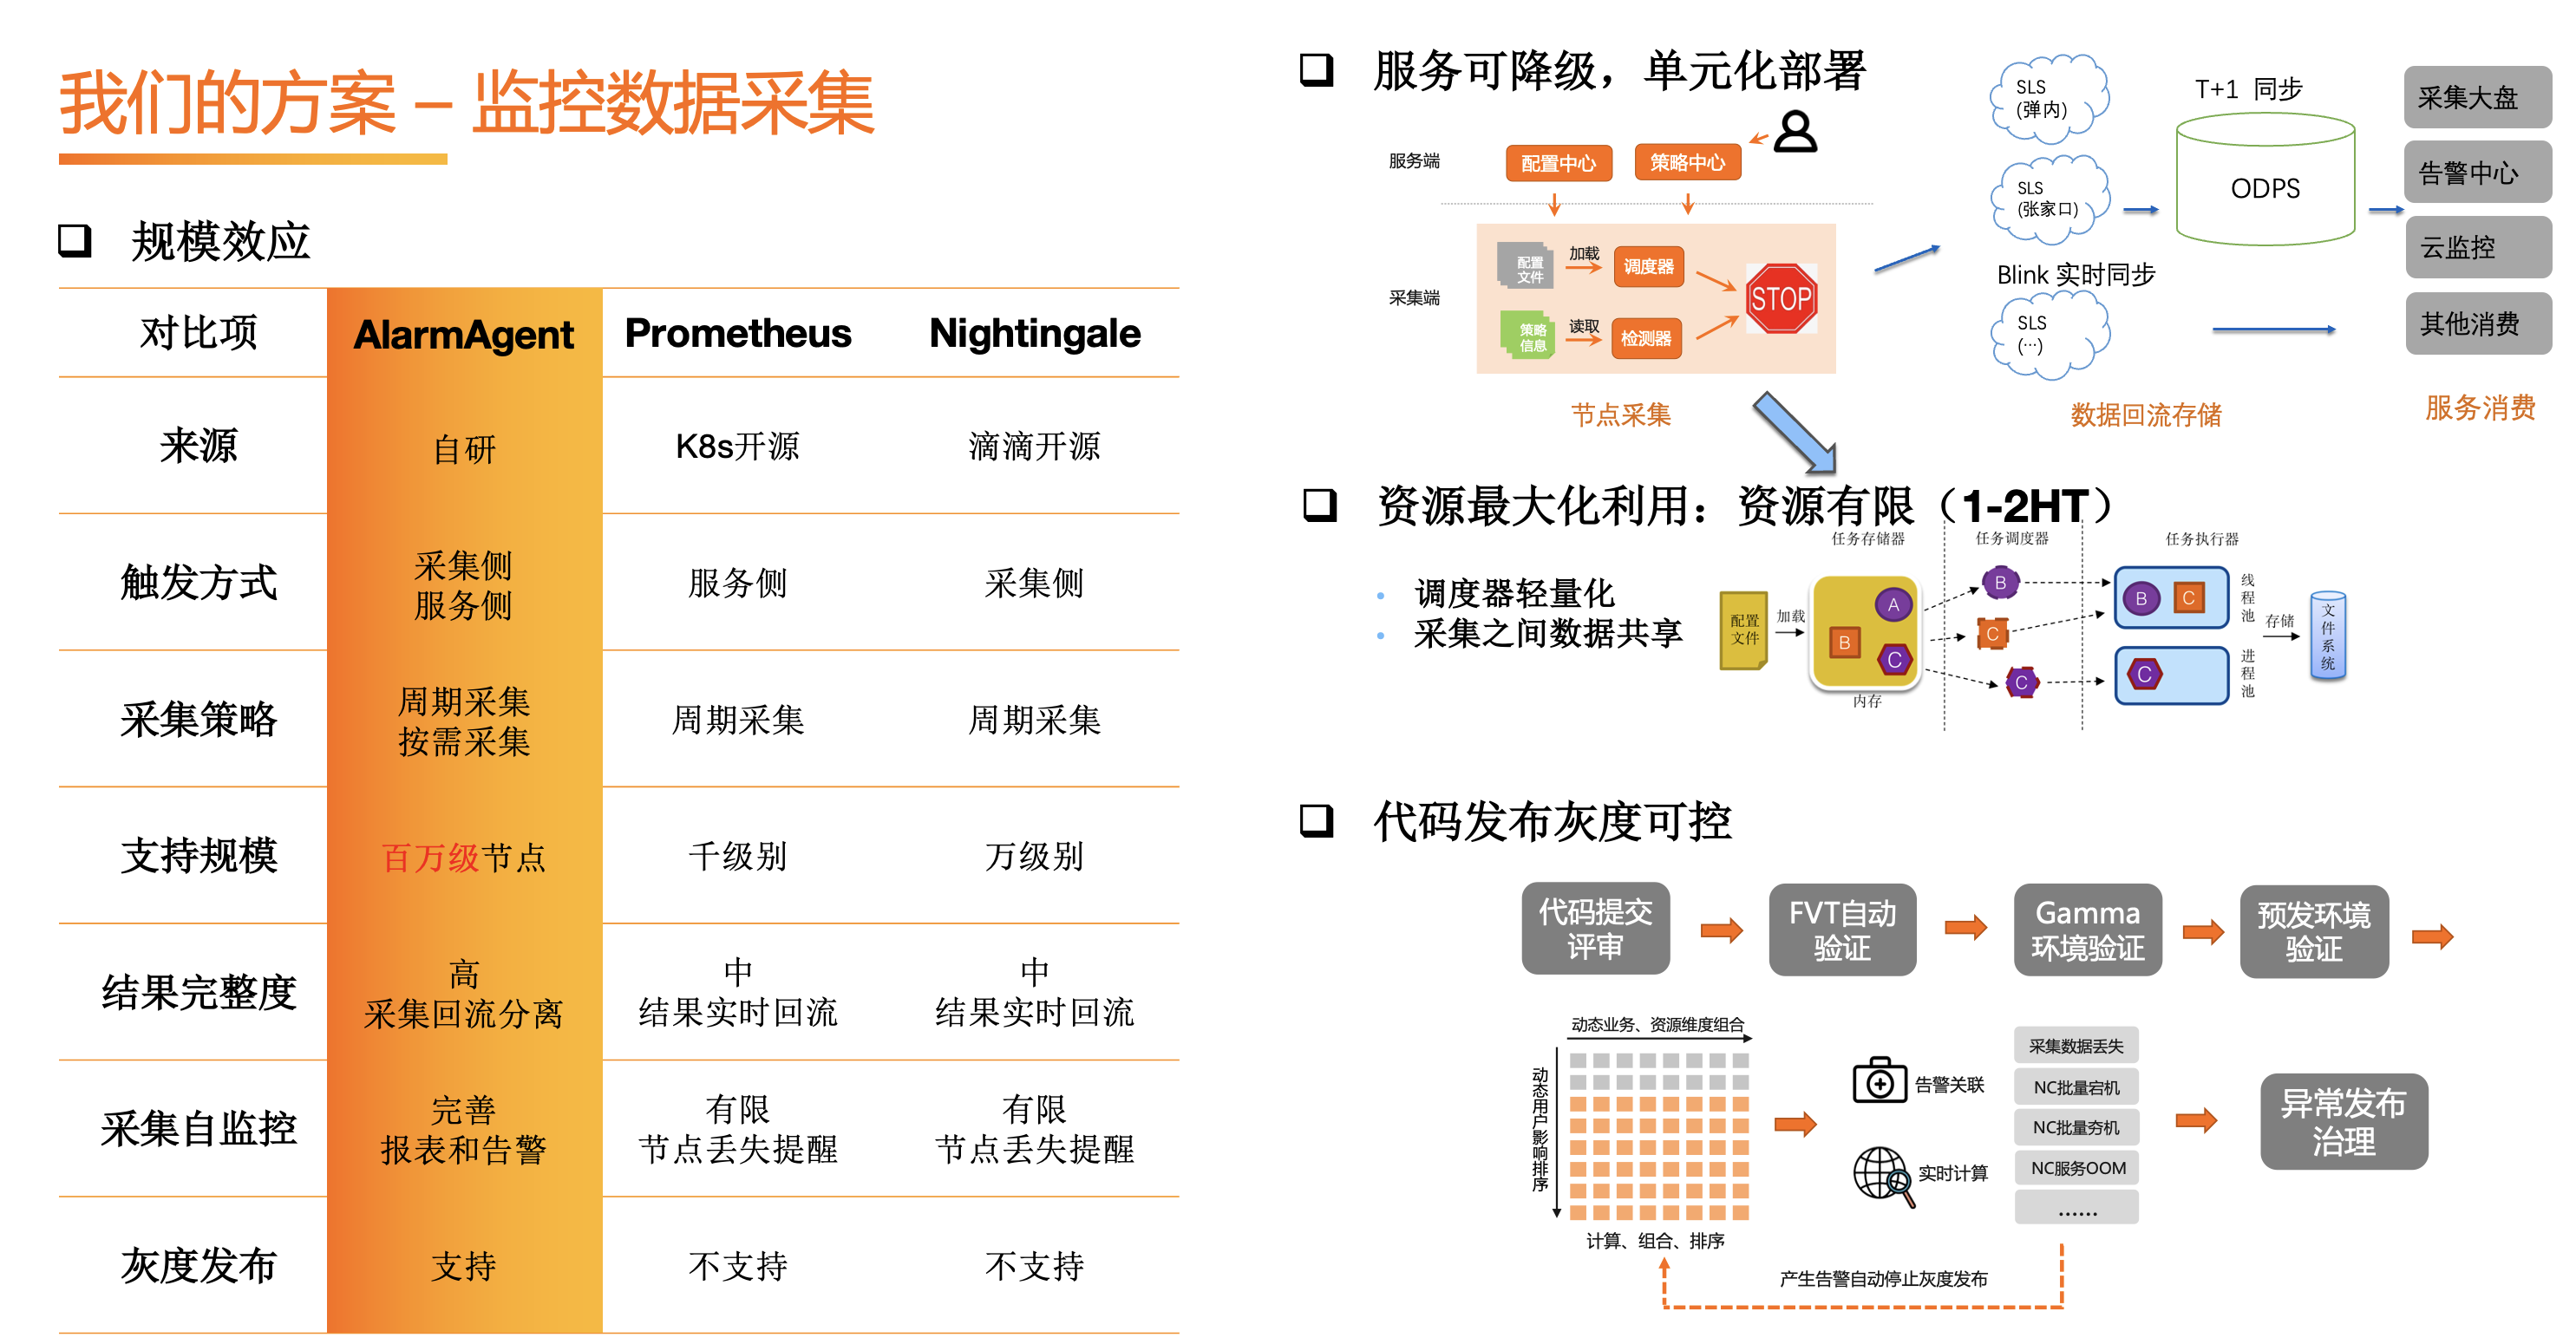 我们的方案 – 监控数据采集
规模效应
对比项
AlarmAgent
Prometheus
Nightingale
来源
自研
K8s开源
滴滴开源
触发方式
采集侧
服务侧
服务侧
采集侧
采集策略
周期采集
按需采集
周期采集
周期采集
支持规模
百万级节点
千级别
万级别
结果完整度
高
采集回流分离
中
结果实时回流
中
结果实时回流
采集自监控
完善
报表和告警
有限
节点丢失提醒
有限
节点丢失提醒
灰度发布
支持
不支持
不支持
服务可降级，单元化部署
服务端
配置中心
策略中心
采集端
配置
文件
加载
调度器
策略
信息
读取
检测器
STOP
节点采集
SLS
(弹内)
SLS
(张家口)
Blink 实时同步
SLS
(…)
数据回流存储
T+1 同步
ODPS
采集大盘
告警中心
云监控
其他消费
服务消费
资源最大化利用：资源有限（1-2HT）
调度器轻量化
采集之间数据共享
任务存储器
任务调度器
任务执行器
配置
文件
加载
A
B
C
内存
B
C
C
B
C
线程池
C
进程池
存储
文件系统
代码发布灰度可控
代码提交
评审
FVT自动
验证
Gamma
环境验证
预发环境
验证
动态业务、资源维度组合
动态用户影响排序
计算、组合、排序
告警关联
实时计算
采集数据丢失
NC批量宕机
NC批量夯机
NC服务OOM
......
异常发布
治理
产生告警自动停止灰度发布